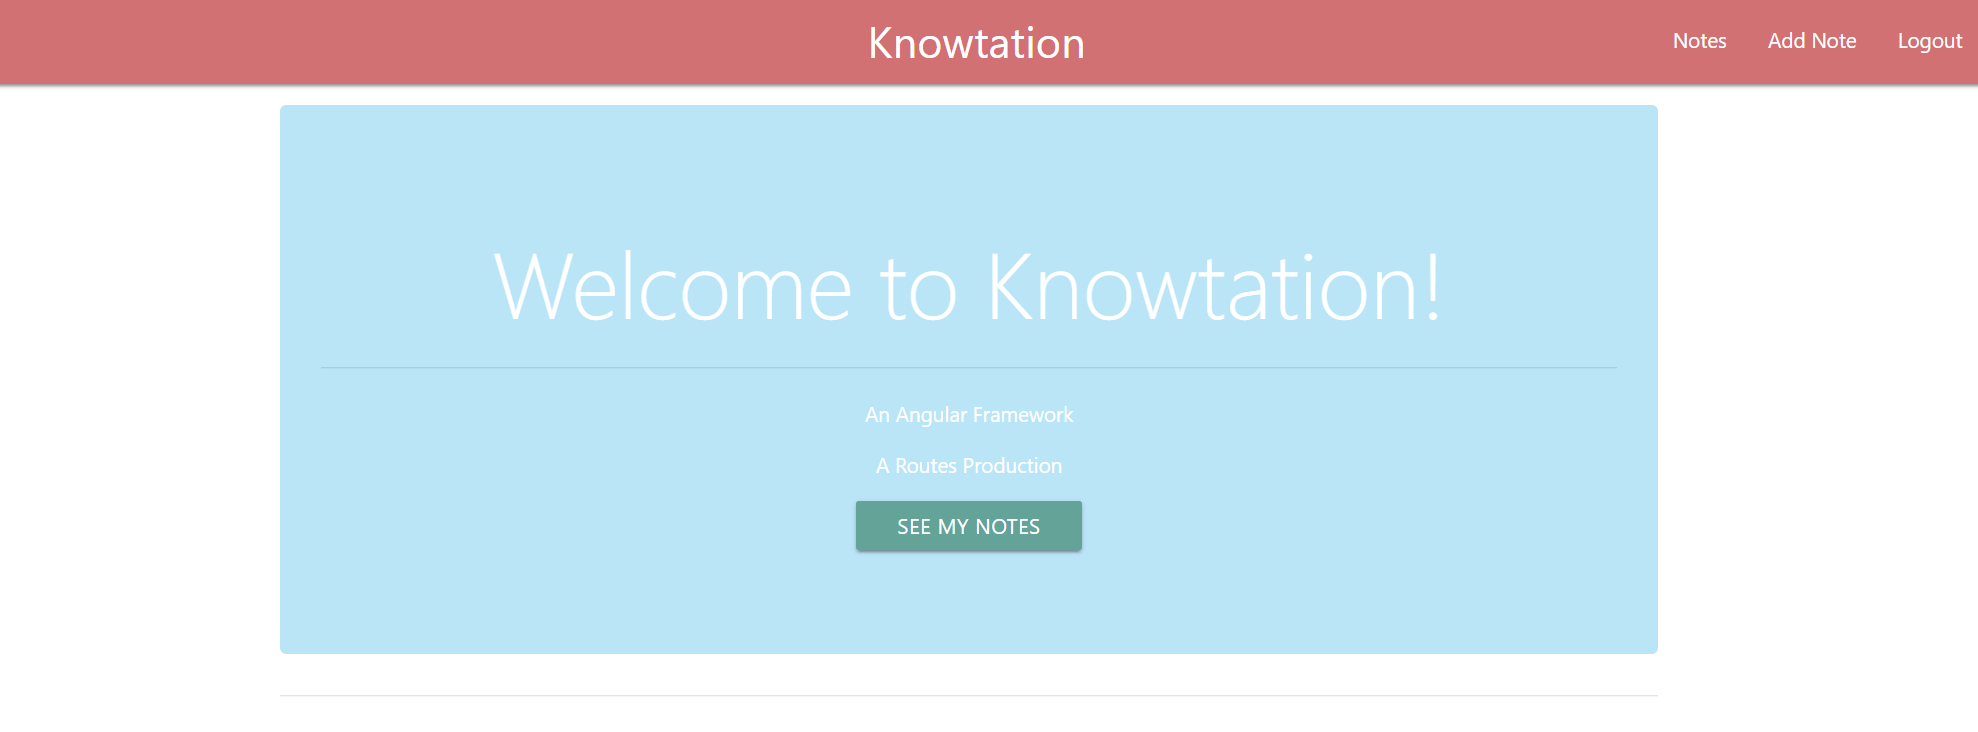 Knowtation
Notes
Add Note
Logout
Welcome to Knowtation!
An Angular Framework
A Routes Production
SEE MY NOTES